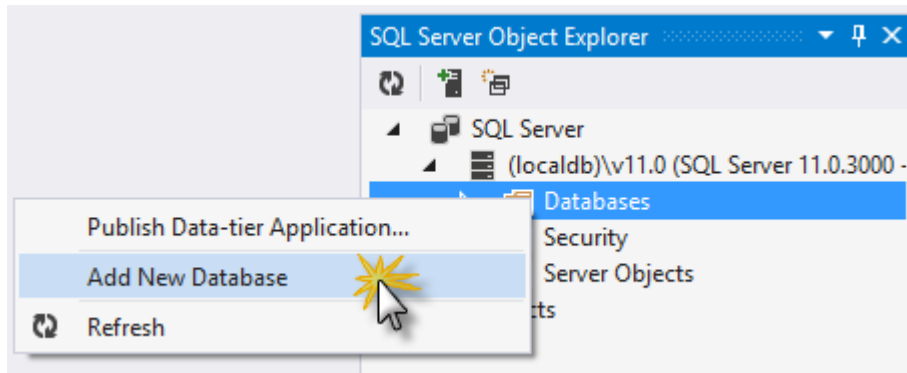 SQL Server Object Explorer
SQL Server
(localdb)\v11.0 (SQL Server 11.0.3000 -
Databases
Security
Server Objects
cts
Publish Data-tier Application...
Add New Database
Refresh